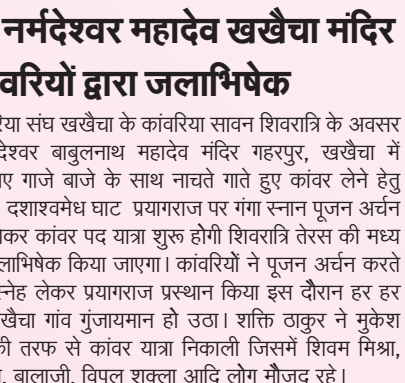 नर्मदेश्वर महादेव खखैचा मंदिर
वरियों द्वारा जलाभिषेक
रेया संघ खखैचा के कांवरिया सावन शिवरात्रि के अवसर
देश्वर बाबुलनाथ महादेव मंदिर गहरपुर, खखैचा में
ए गाजे बाजे के साथ नाचते गाते हुए कांवर लेने हेतु
दशाश्वमेध घाट प्रयागराज पर गंगा स्नान पूजन अर्चन
नेकर कांवर पद यात्रा शुरू होगी शिवरात्रि तेरस की मध्य
लाभिषेक किया जाएगा। कांवरियों ने पूजन अर्चन करते
स्नेह लेकर प्रयागराज प्रस्थान किया इस दौरान हर हर
खैचा गांव गुंजायमान हो उठा। शक्ति ठाकुर ने मुकेश
की तरफ से कांवर यात्रा निकाली जिसमें शिवम मिश्रा,
बालाजी, विपुल शुक्ला आदि लोग मौजूद रहे।